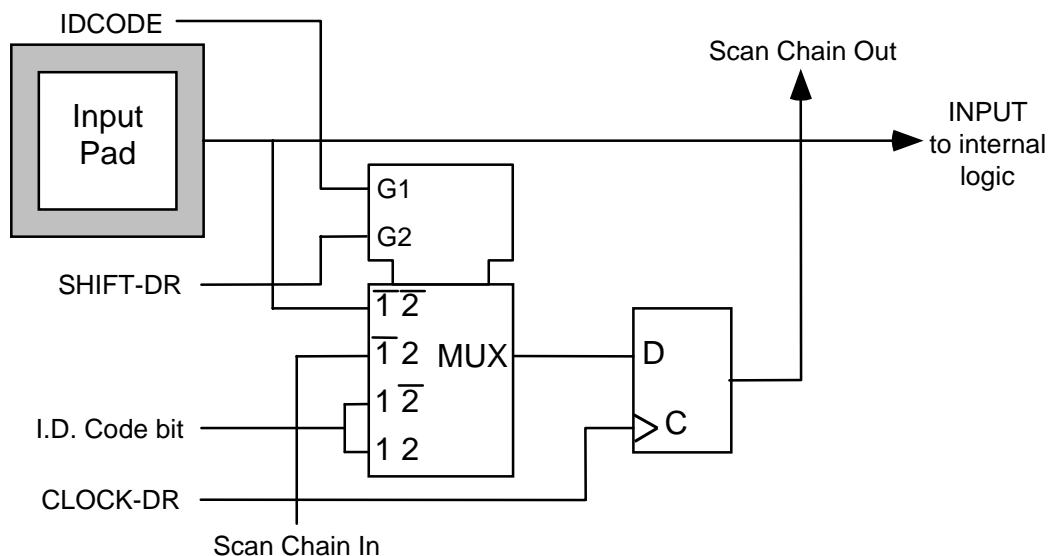 IDCODE
Scan Chain Out
Input
Pad
INPUT
to internal
logic
G1
G2
SHIFT-DR
1̅ 2̅
1̅ 2
MUX
D
1 2̅
I.D. Code bit
C
1 2
CLOCK-DR
Scan Chain In